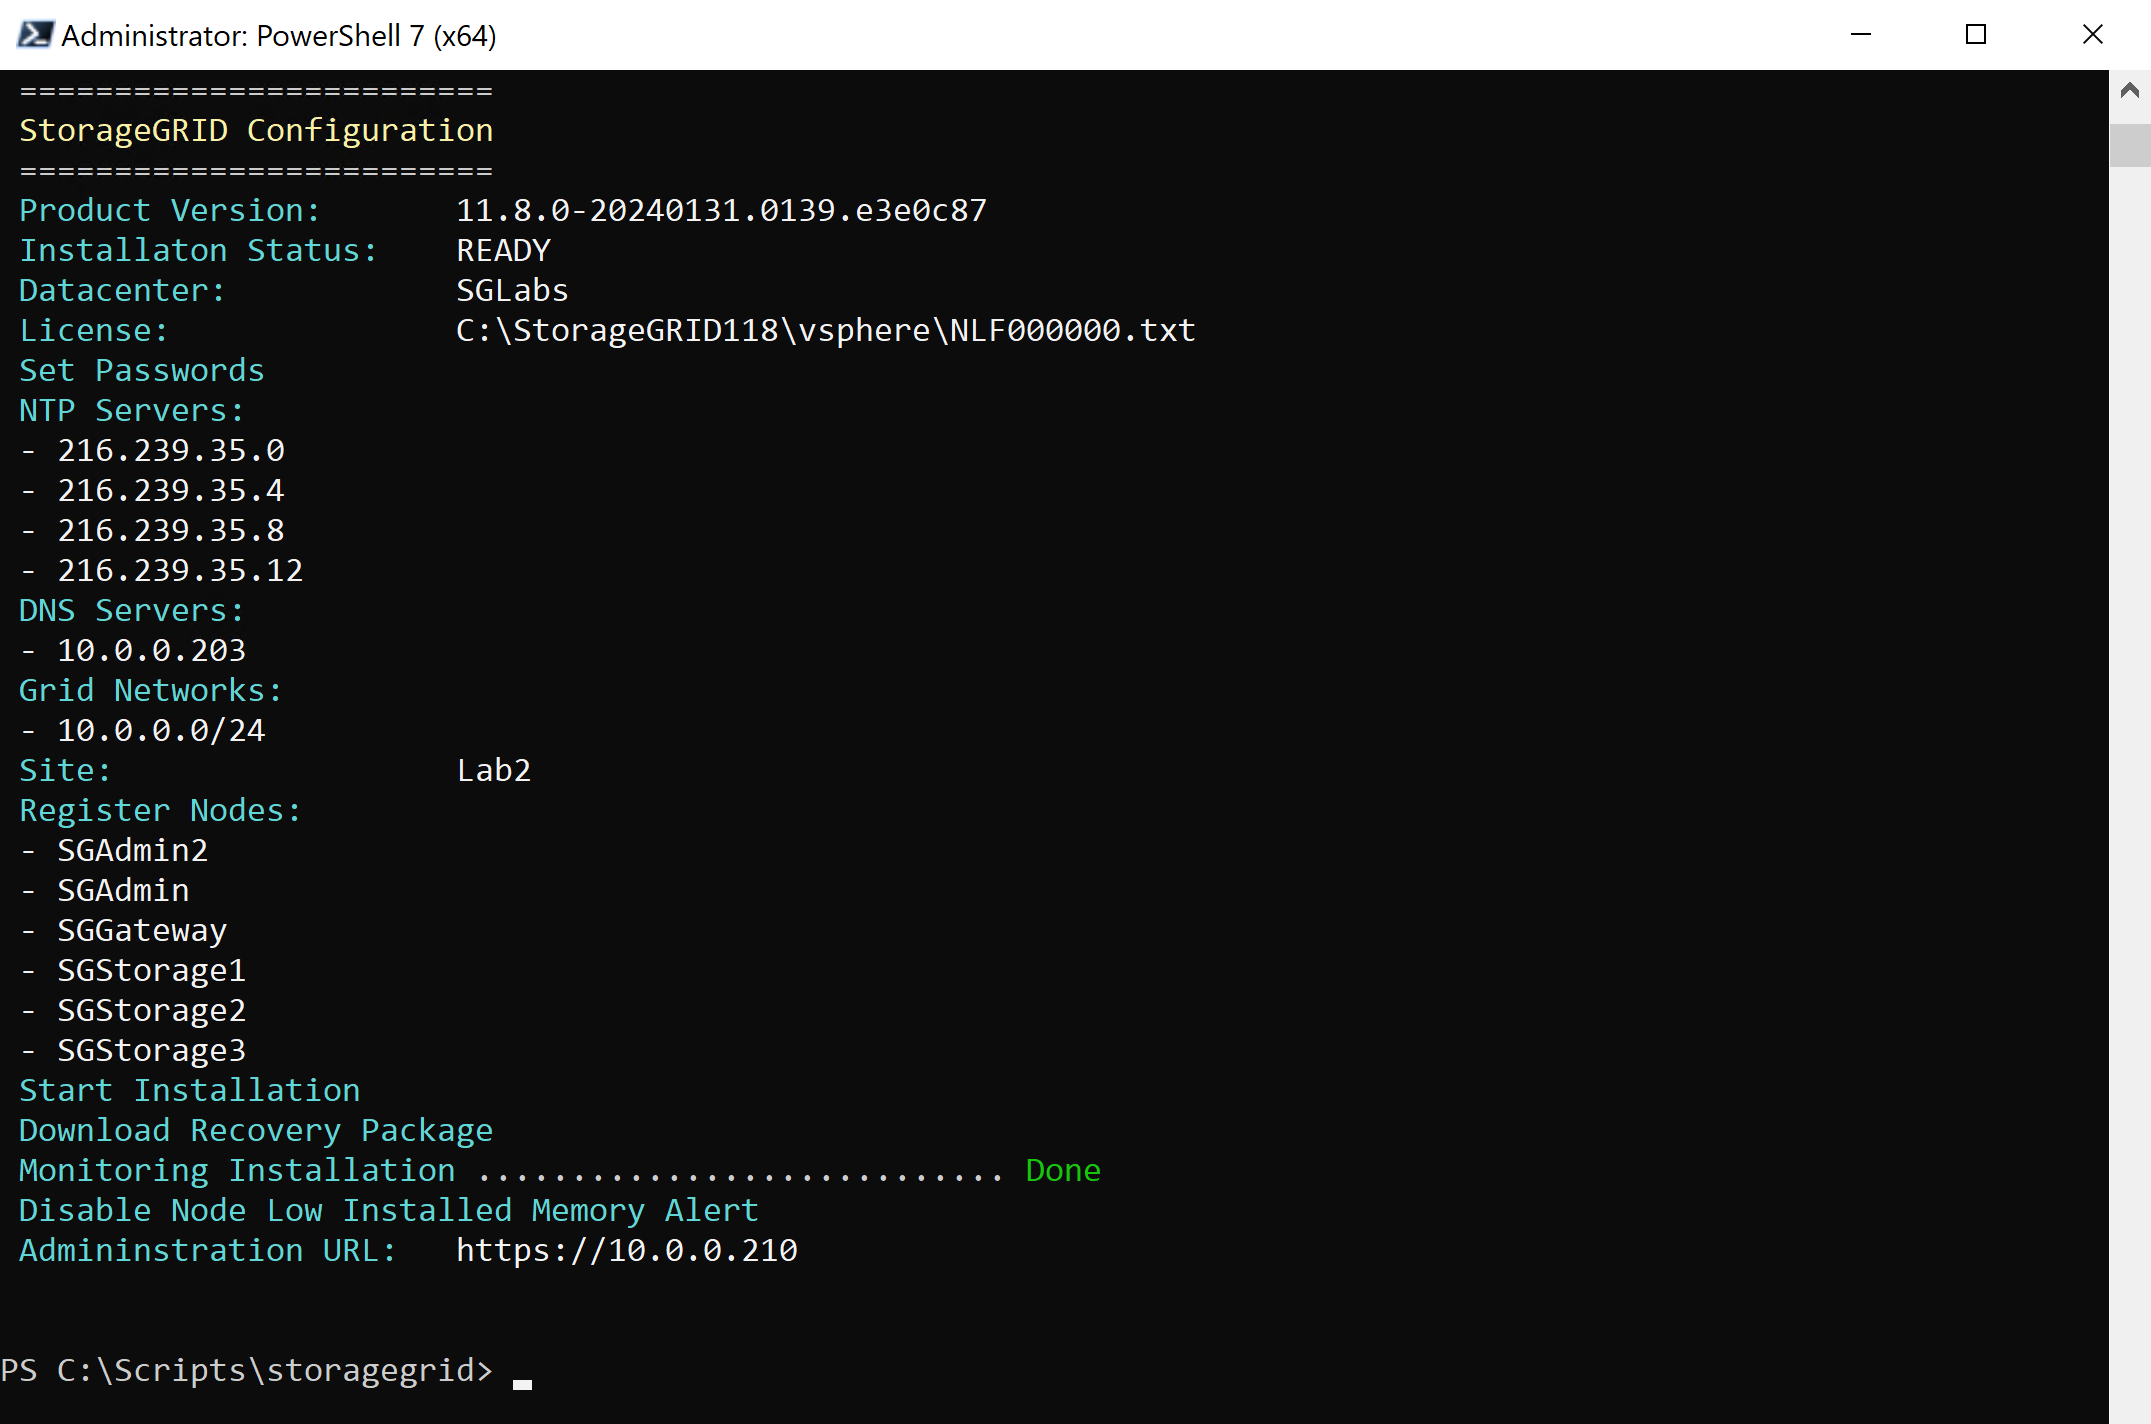 Administrator: PowerShell 7 (x64)
=========================
StorageGRID Configuration
=========================
Product Version: 11.8.0-20240131.0139.e3e0c87
Installaton Status: READY
Datacenter: SGLabs
License: C:\StorageGRID118\vsphere\NLF000000.txt
Set Passwords
NTP Servers:
- 216.239.35.0
- 216.239.35.4
- 216.239.35.8
- 216.239.35.12
DNS Servers:
- 10.0.0.203
Grid Networks:
- 10.0.0.0/24
Site: Lab2
Register Nodes:
- SGAdmin2
- SGAdmin
- SGGateway
- SGStorage1
- SGStorage2
- SGStorage3
Start Installation
Download Recovery Package
Monitoring Installation ............................ Done
Disable Node Low Installed Memory Alert
Admininstration URL: https://10.0.0.210
PS C:\Scripts\storagegrid>